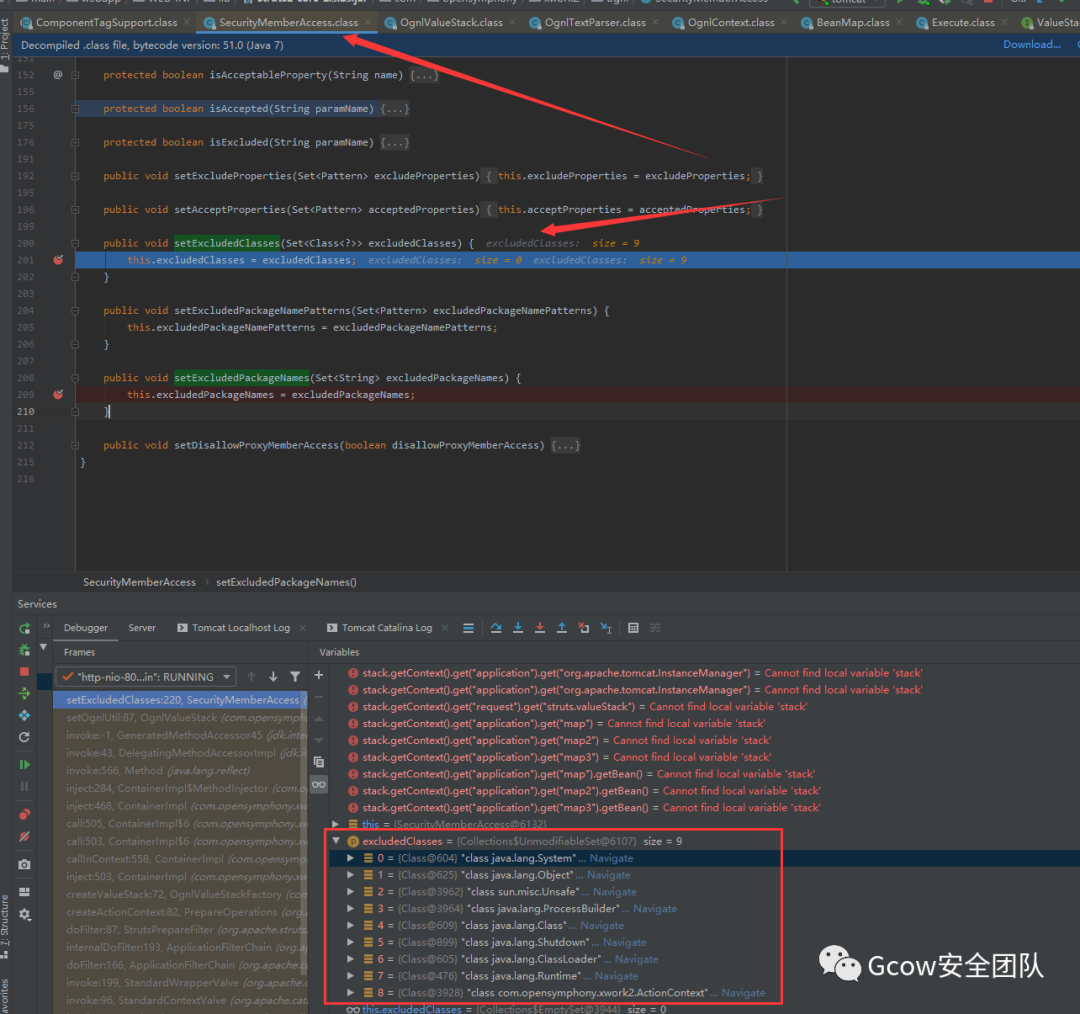 ComponentTagSupport.class SecurityMemberAccess.class OgnlValueStack.class OgnlTextParser.class OgnlContext.class BeanMap.class Execute.class ValueSta
1: Project
Decompiled .class file, bytecode version: 51.0 (Java 7) Download...
151
152 @ protected boolean isAcceptableProperty(String name) {...}
155
156 protected boolean isAccepted(String paramName) {...}
175
176 protected boolean isExcluded(String paramName) {...}
191
192 public void setExcludeProperties(Set<Pattern> excludeProperties) { this.excludeProperties = excludeProperties; }
195
196 public void setAcceptProperties(Set<Pattern> acceptedProperties) { this.acceptProperties = acceptedProperties; }
199
200 public void setExcludedClasses(Set<Class<?>> excludedClasses) { excludedClasses: size = 9
201 this.excludedClasses = excludedClasses; excludedClasses: size = 0 excludedClasses: size = 9
202 }
203
204 public void setExcludedPackageNamePatterns(Set<Pattern> excludedPackageNamePatterns) {
205 this.excludedPackageNamePatterns = excludedPackageNamePatterns;
206 }
207
208 public void setExcludedPackageNames(Set<String> excludedPackageNames) {
209 this.excludedPackageNames = excludedPackageNames;
210 }
211
212 public void setDisallowProxyMemberAccess(boolean disallowProxyMemberAccess) {...}
215 }
216
SecurityMemberAccess › setExcludedPackageNames()
Services
Debugger Server Tomcat Localhost Log Tomcat Catalina Log
Frames
"http-nio-80...in": RUNNING
setExcludedClasses:220, SecurityMemberAccess
setOgnlUtil:87, OgnlValueStack (com.opensymph
invoke:-1, GeneratedMethodAccessor45 (jdk.inte
invoke:43, DelegatingMethodAccessorImpl (jdk.i
invoke:566, Method (java.lang.reflect)
inject:284, ContainerImpl$MethodInjector (com.o
inject:468, ContainerImpl (com.opensymphony.xw
call:505, ContainerImpl$6 (com.opensymphony.xw
call:503, ContainerImpl$6 (com.opensymphony.xw
callInContext:558, ContainerImpl (com.opensymp
inject:503, ContainerImpl (com.opensymphony.xw
createValueStack:72, OgnlValueStackFactory (com
createActionContext:82, PrepareOperations (org.
doFilter:87, StrutsPrepareFilter (org.apache.struts
internalDoFilter:193, ApplicationFilterChain (org.a
doFilter:166, ApplicationFilterChain (org.apache.c
invoke:199, StandardWrapperValve (org.apache.
invoke:96, StandardContextValve (org.apache.cat
Variables
stack.getContext().get("application").get("org.apache.tomcat.InstanceManager") = Cannot find local variable 'stack'
stack.getContext().get("application").get("org.apache.tomcat.InstanceManager") = Cannot find local variable 'stack'
stack.getContext().get("request").get("struts.valueStack") = Cannot find local variable 'stack'
stack.getContext().get("application").get("map") = Cannot find local variable 'stack'
stack.getContext().get("application").get("map2") = Cannot find local variable 'stack'
stack.getContext().get("application").get("map3") = Cannot find local variable 'stack'
stack.getContext().get("application").get("map").getBean() = Cannot find local variable 'stack'
stack.getContext().get("application").get("map2").getBean() = Cannot find local variable 'stack'
stack.getContext().get("application").get("map3").getBean() = Cannot find local variable 'stack'
this = {SecurityMemberAccess@6132}
excludedClasses = {Collections$UnmodifiableSet@6107} size = 9
0 = {Class@604} "class java.lang.System"... Navigate
1 = {Class@625} "class java.lang.Object"... Navigate
2 = {Class@3962} "class sun.misc.Unsafe"... Navigate
3 = {Class@3964} "class java.lang.ProcessBuilder"... Navigate
4 = {Class@609} "class java.lang.Class"... Navigate
5 = {Class@899} "class java.lang.Shutdown"... Navigate
6 = {Class@605} "class java.lang.ClassLoader"... Navigate
7 = {Class@476} "class java.lang.Runtime"... Navigate
8 = {Class@3928} "class com.opensymphony.xwork2.ActionContext"... Navigate
this.excludedClasses = {Collections$EmptySet@3944} size = 0
Z: Structure
avorites
Gcow安全团队